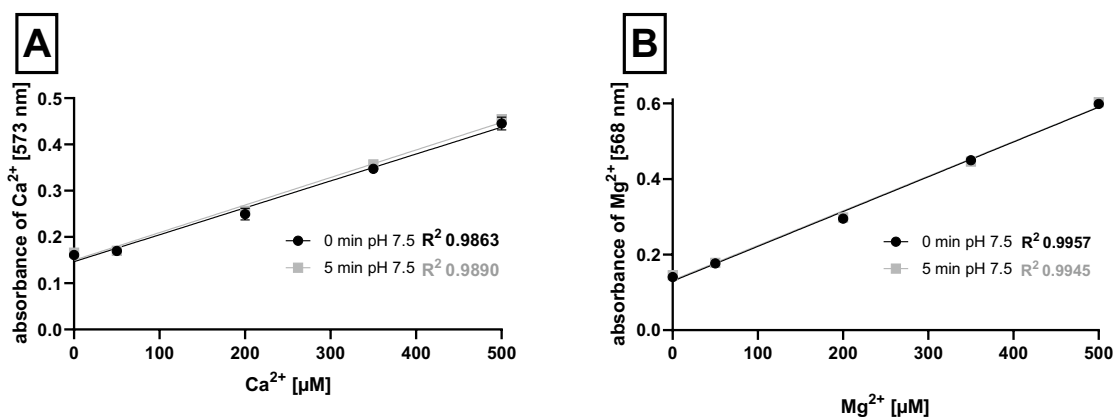 A
absorbance of Ca²⁺ [573 nm]
0.5
0.4
0.3
0.2
0.1
0.0
0 min pH 7.5 R² 0.9863
5 min pH 7.5 R² 0.9890
0 100 200 300 400 500
Ca²⁺ [µM]
B
absorbance of Mg²⁺ [568 nm]
0.6
0.4
0.2
0.0
0 min pH 7.5 R² 0.9957
5 min pH 7.5 R² 0.9945
0 100 200 300 400 500
Mg²⁺ [µM]